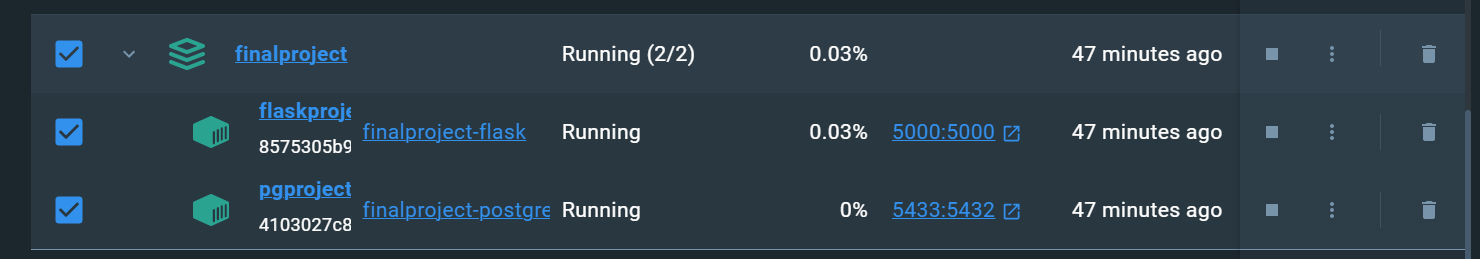 finalproject Running (2/2) 0.03% 47 minutes ago
flaskproje
8575305b9 finalproject-flask Running 0.03% 5000:5000 47 minutes ago
pgproject
4103027c8 finalproject-postgre Running 0% 5433:5432 47 minutes ago